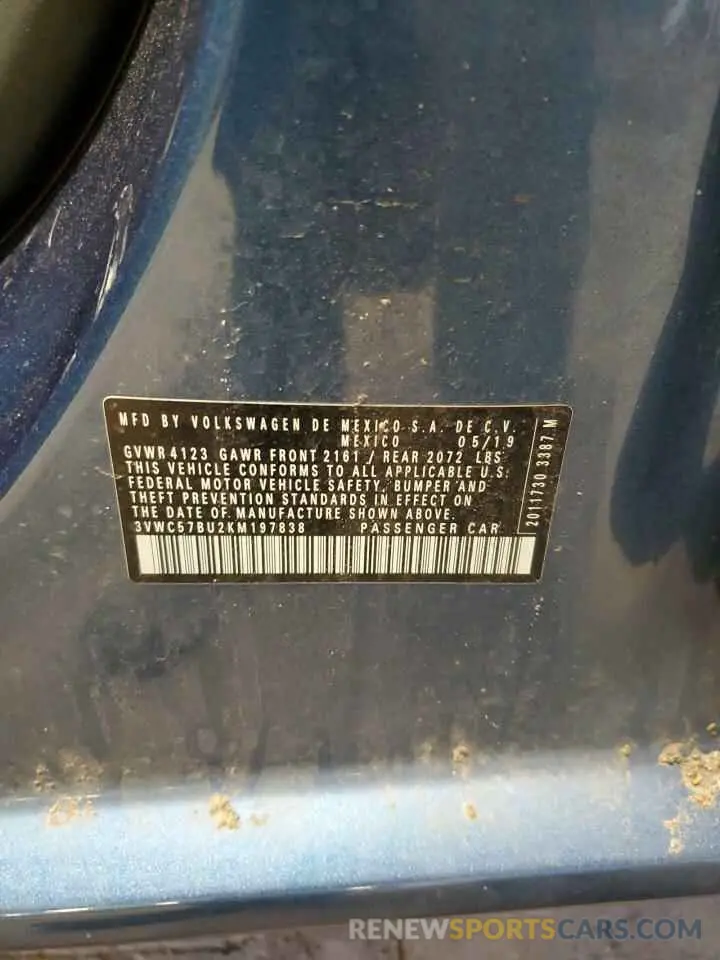 MFD BY VOLKSWAGEN DE MEXICO S.A. DE C.V.
MEXICO 05/19
GVWR 4123 GAWR FRONT 2161 / REAR 2072 LBS
THIS VEHICLE CONFORMS TO ALL APPLICABLE U.S.
FEDERAL MOTOR VEHICLE SAFETY, BUMPER AND
THEFT PREVENTION STANDARDS IN EFFECT ON
THE DATE OF MANUFACTURE SHOWN ABOVE.
3VWC57BU2KM197838 PASSENGER CAR
2011730 3387 M
RENEWSPORTSCARS.COM